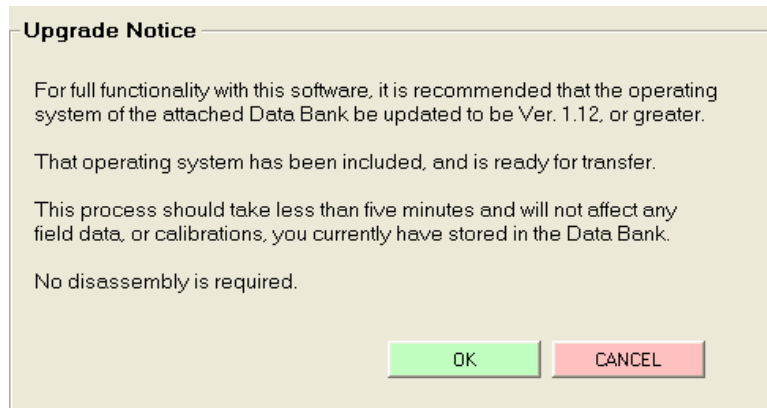 Upgrade Notice
For full functionality with this software, it is recommended that the operating
system of the attached Data Bank be updated to be Ver. 1.12, or greater.
That operating system has been included, and is ready for transfer.
This process should take less than five minutes and will not affect any
field data, or calibrations, you currently have stored in the Data Bank.
No disassembly is required.
OK
CANCEL